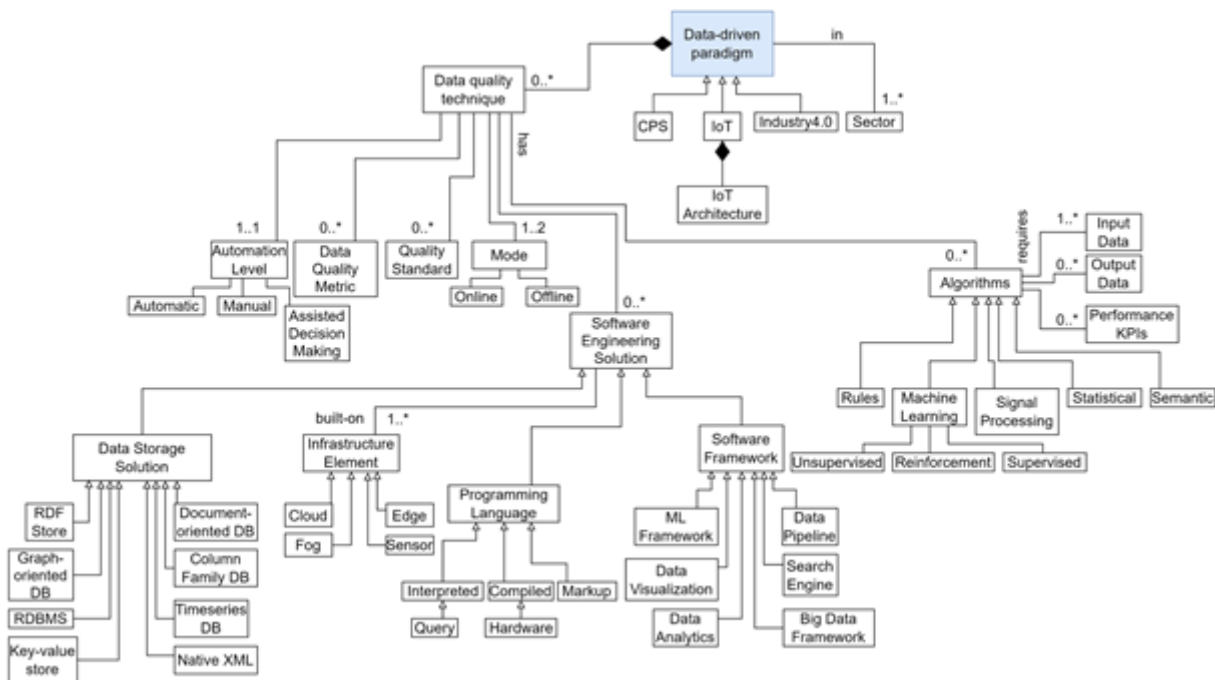 Data-driven
paradigm
in
0..*
1..*
Data quality
technique
CPS
IoT
Industry4.0
Sector
has
IoT
Architecture
1..1
0..*
0..*
1..2
Automation
Level
Data
Quality
Metric
Quality
Standard
Mode
Automatic
Manual
Assisted
Decision
Making
Online
Offline
0..*
Software
Engineering
Solution
0..*
requires
1..*
Input
Data
0..*
Output
Data
Algorithms
0..*
Performance
KPIs
Rules
Machine
Learning
Signal
Processing
Statistical
Semantic
Unsupervised
Reinforcement
Supervised
built-on
1..*
Data Storage
Solution
Infrastructure
Element
Programming
Language
Software
Framework
RDF
Store
Document-
oriented DB
Graph-
oriented DB
Column
Family DB
RDBMS
Timeseries
DB
Key-value
store
Native XML
Cloud
Edge
Fog
Sensor
Interpreted
Compiled
Markup
Query
Hardware
ML
Framework
Data
Pipeline
Data
Visualization
Search
Engine
Data
Analytics
Big Data
Framework